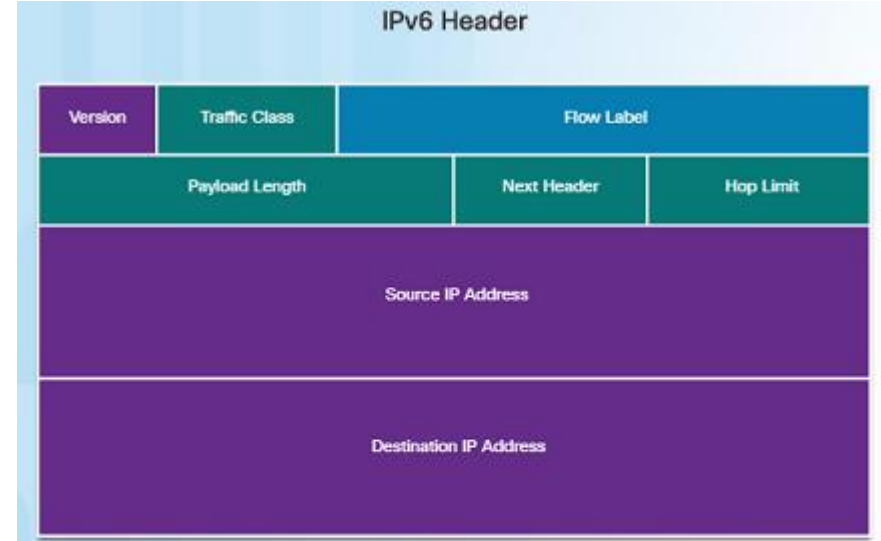 IPv6 Header
Version Traffic Class Flow Label
Payload Length Next Header Hop Limit
Source IP Address
Destination IP Address